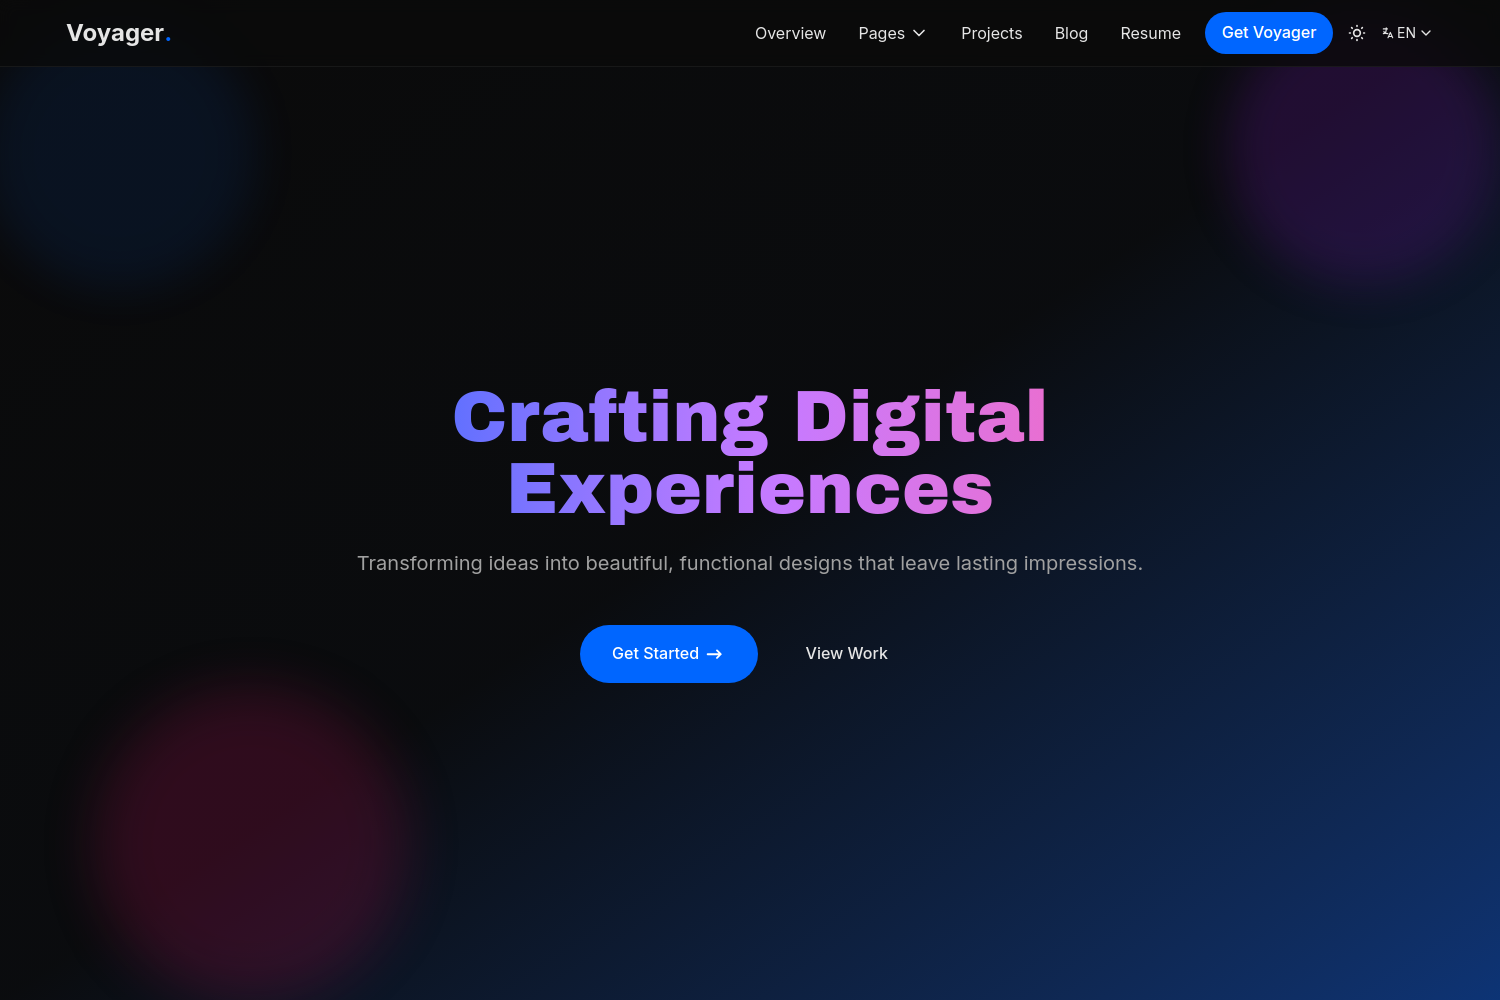 Voyager.
Overview
Pages
Projects
Blog
Resume
Get Voyager
EN
Crafting Digital
Experiences
Transforming ideas into beautiful, functional designs that leave lasting impressions.
Get Started →
View Work